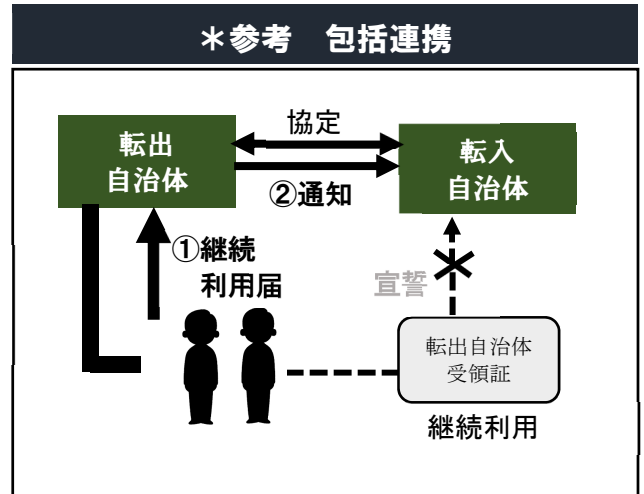 ＊参考　包括連携
協定
転出
自治体
転入
自治体
②通知
①継続
利用届
宣誓
転出自治体
受領証
継続利用